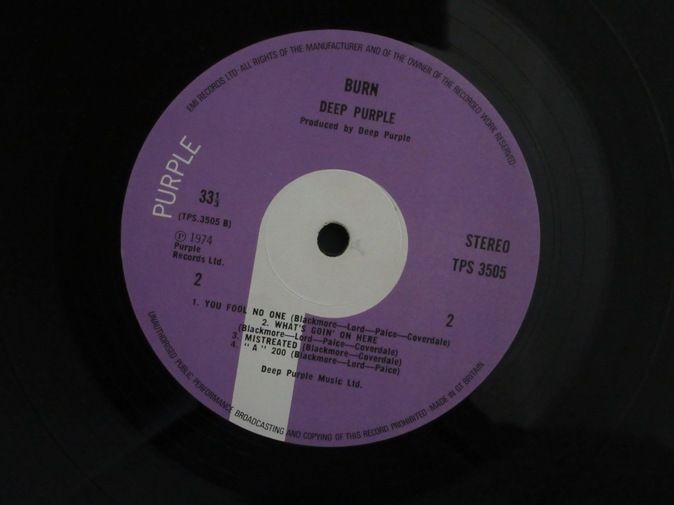 EMI RECORDS LTD ALL RIGHTS OF THE MANUFACTURER AND OF THE OWNER OF THE RECORDED WORK RESERVED·
BURN
DEEP PURPLE
Produced by Deep Purple
PURPLE
33⅓
(TPS.3505 B)
Ⓟ 1974
Purple
Records Ltd.
2
STEREO
TPS 3505
2
1. YOU FOOL NO ONE (Blackmore—Lord—Paice—Coverdale)
2. WHAT'S GOIN' ON HERE
(Blackmore—Lord—Paice—Coverdale)
3. MISTREATED (Blackmore—Coverdale)
4. "A" 200 (Blackmore—Lord—Paice)
Deep Purple Music Ltd.
UNAUTHORISED PUBLIC PERFORMANCE BROADCASTING AND COPYING OF THIS RECORD PROHIBITED·MADE IN GT BRITAIN